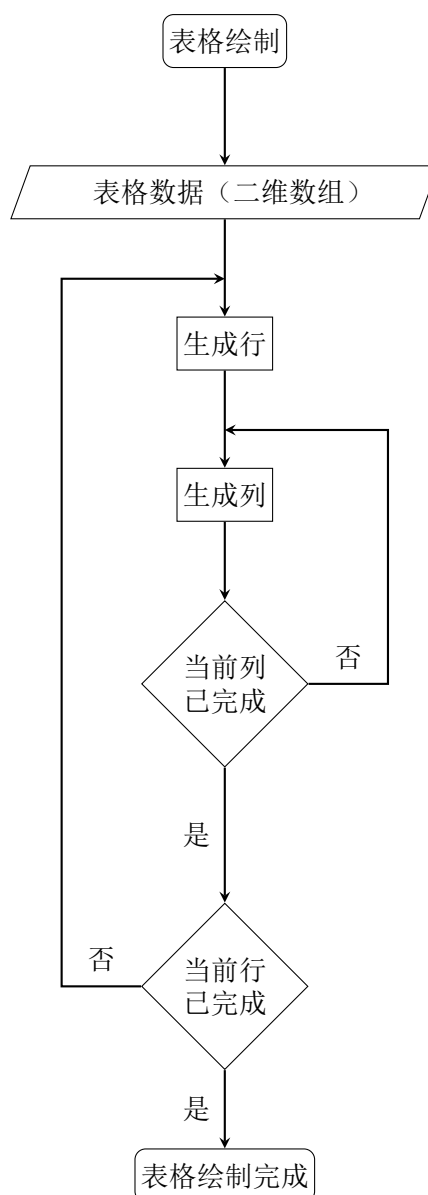 表格绘制
表格数据（二维数组）
生成行
生成列
当前列
已完成
否
是
当前行
已完成
否
是
表格绘制完成